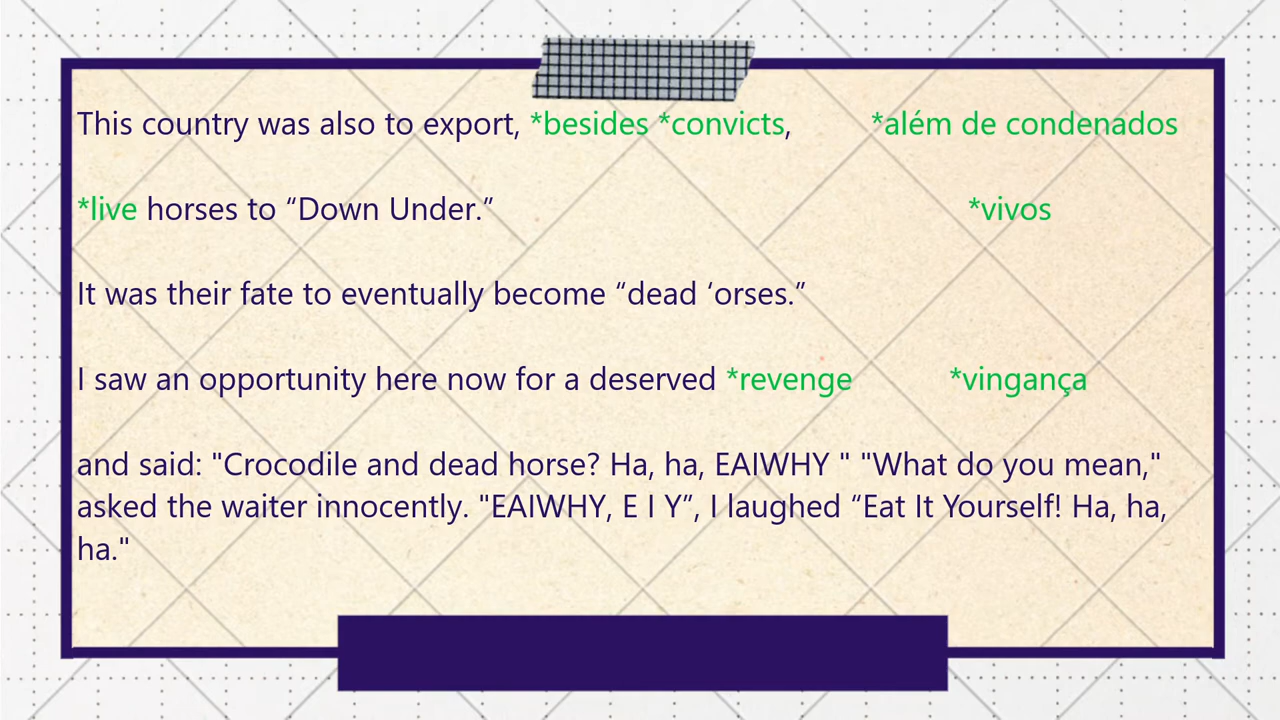 This country was also to export, *besides *convicts, *além de condenados
*live horses to “Down Under.” *vivos
It was their fate to eventually become “dead ‘orses.”
I saw an opportunity here now for a deserved *revenge *vingança
and said: "Crocodile and dead horse? Ha, ha, EAIWHY " "What do you mean,"
asked the waiter innocently. "EAIWHY, E I Y”, I laughed “Eat It Yourself! Ha, ha,
ha."